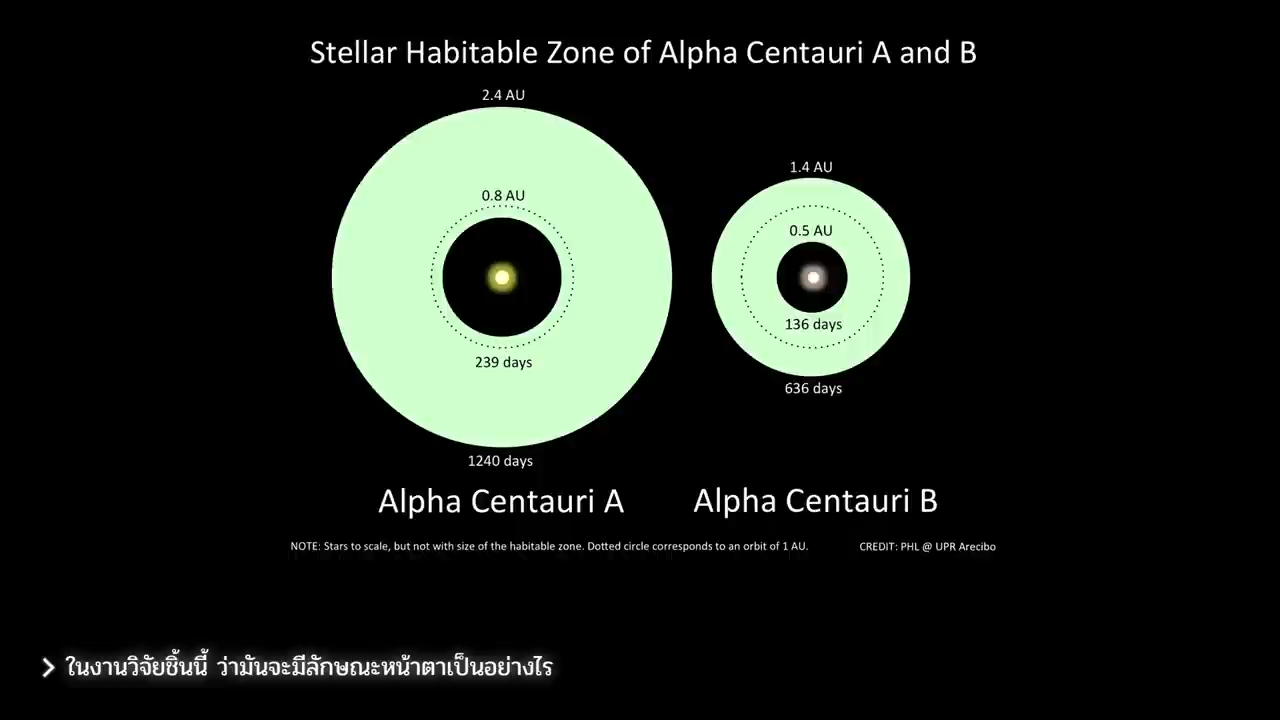 Stellar Habitable Zone of Alpha Centauri A and B
2.4 AU
1.4 AU
0.8 AU
0.5 AU
136 days
239 days
636 days
1240 days
Alpha Centauri A
Alpha Centauri B
NOTE: Stars to scale, but not with size of the habitable zone. Dotted circle corresponds to an orbit of 1 AU.
CREDIT: PHL @ UPR Arecibo
ในงานวิจัยชิ้นนี้ ว่ามันจะมีลักษณะหน้าตาเป็นอย่างไร